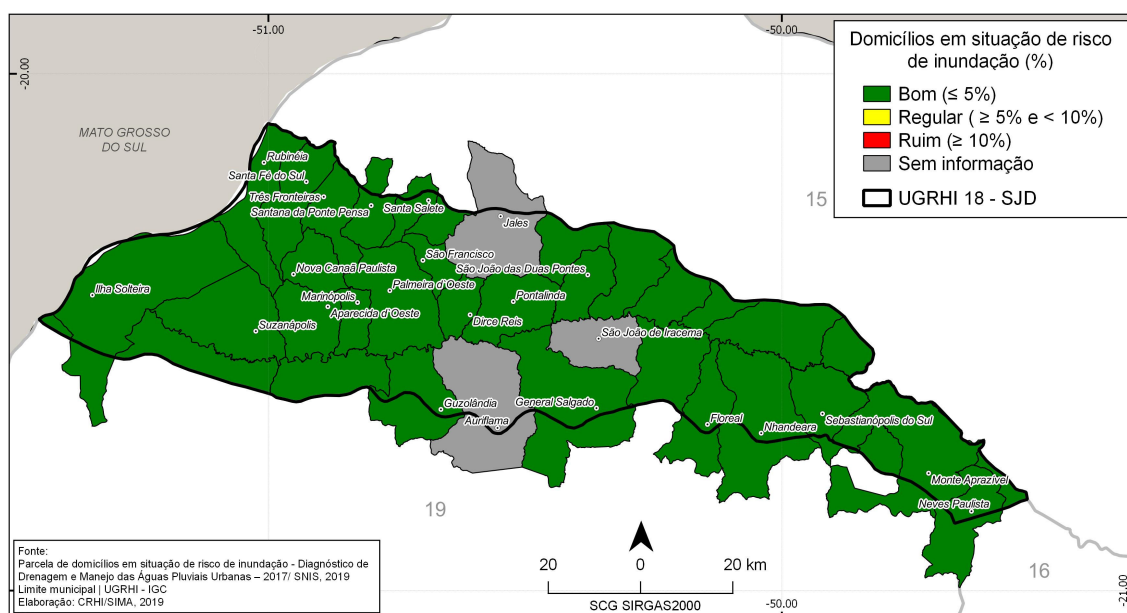 -51.00
-50.00
-20.00
Domicílios em situação de risco
de inundação (%)
Bom (≤ 5%)
Regular ( ≥ 5% e < 10%)
Ruim (≥ 10%)
Sem informação
UGRHI 18 - SJD
MATO GROSSO
DO SUL
15
Rubinéia
Santa Fé do Sul
Três Fronteiras
Santana da Ponte Pensa
Santa Salete
Jales
São Francisco
São João das Duas Pontes
Nova Canaã Paulista
Palmeira d'Oeste
Ilha Solteira
Marinópolis
Pontalinda
Aparecida d'Oeste
Dirce Reis
Suzanápolis
São João de Iracema
Guzolândia
General Salgado
Auriflama
Floreal
Nhandeara
Sebastianópolis do Sul
Monte Aprazível
Neves Paulista
19
16
20
0
20 km
SCG SIRGAS2000
Fonte:
Parcela de domicílios em situação de risco de inundação - Diagnóstico de
Drenagem e Manejo das Águas Pluviais Urbanas – 2017/ SNIS, 2019
Limite municipal | UGRHI - IGC
Elaboração: CRHI/SIMA, 2019
-50.00
-21.00